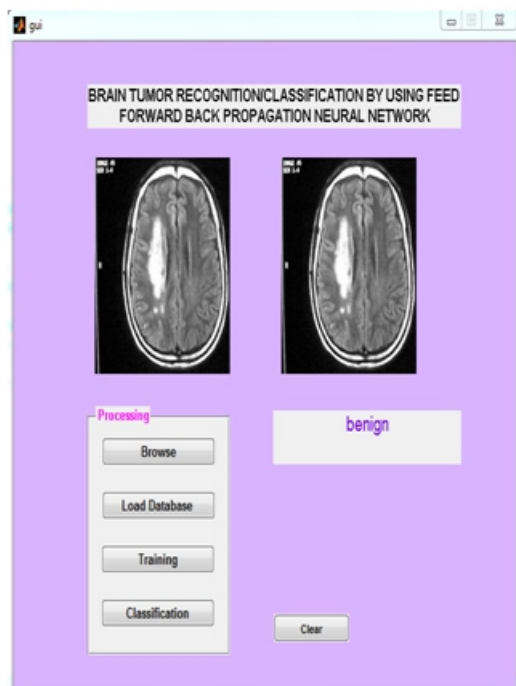 gui
BRAIN TUMOR RECOGNITION/CLASSIFICATION BY USING FEED
FORWARD BACK PROPAGATION NEURAL NETWORK
Processing
Browse
Load Database
Training
Classification
benign
Clear